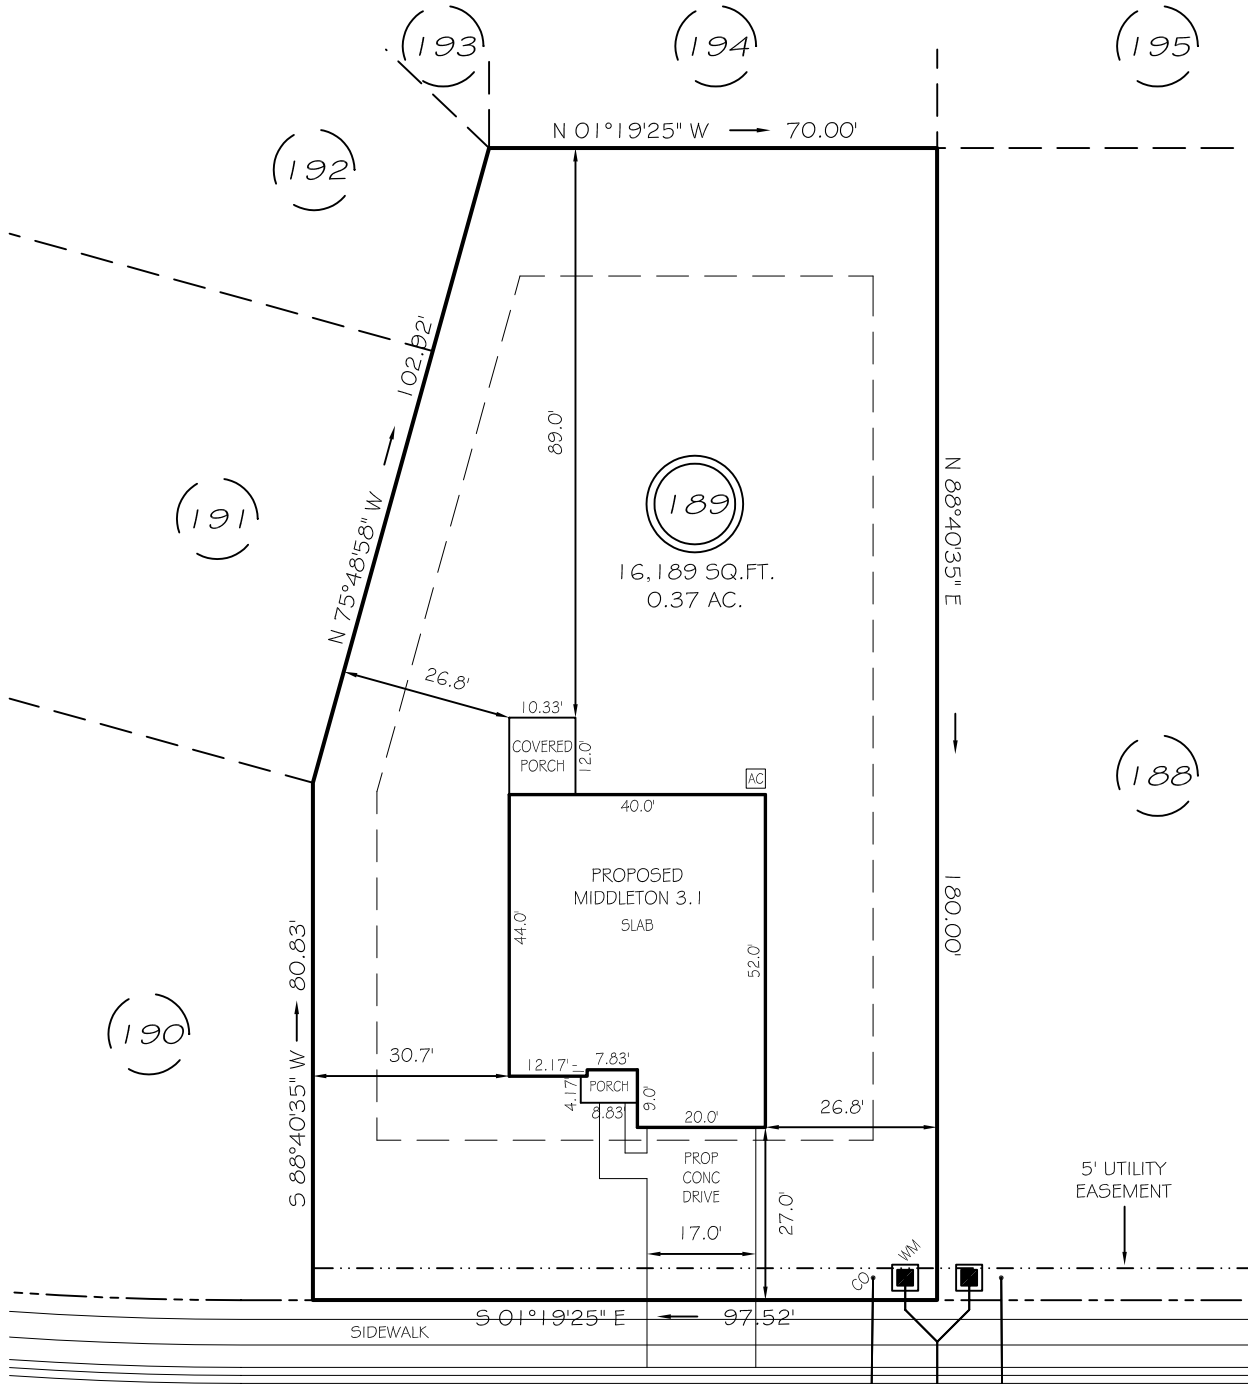 193
194
195
N 01°19'25" W 70.00'
192
102.92'
89.0'
N 88°40'35" E
191
189
N 75°48'58" W
16,189 SQ.FT.
0.37 AC.
26.8'
10.33'
COVERED
PORCH
12.0'
AC
188
40.0'
PROPOSED
MIDDLETON 3.1
SLAB
44.0'
52.0'
180.00'
80.83'
190
30.7'
12.17'
7.83'
PORCH
4.17'
8.83'
9.0'
20.0'
26.8'
S 88°40'35" W
PROP
CONC
DRIVE
5' UTILITY
EASEMENT
27.0'
17.0'
WM
CO
S 01°19'25" E 97.52'
SIDEWALK